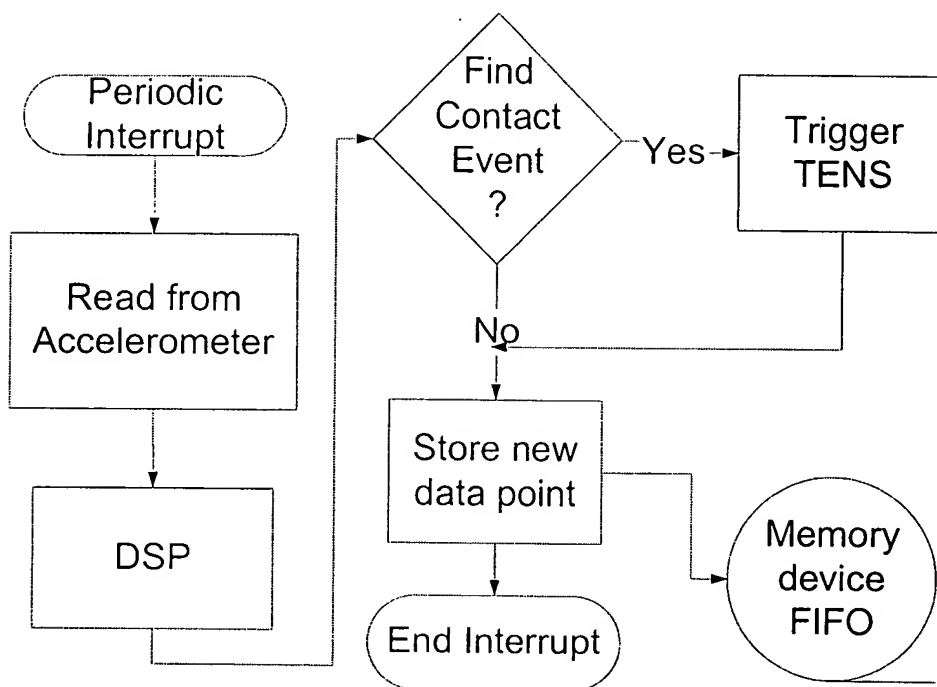 Periodic
Interrupt
Read from
Accelerometer
DSP
Find
Contact
Event
?
Yes
Trigger
TENS
No
Store new
data point
End Interrupt
Memory
device
FIFO